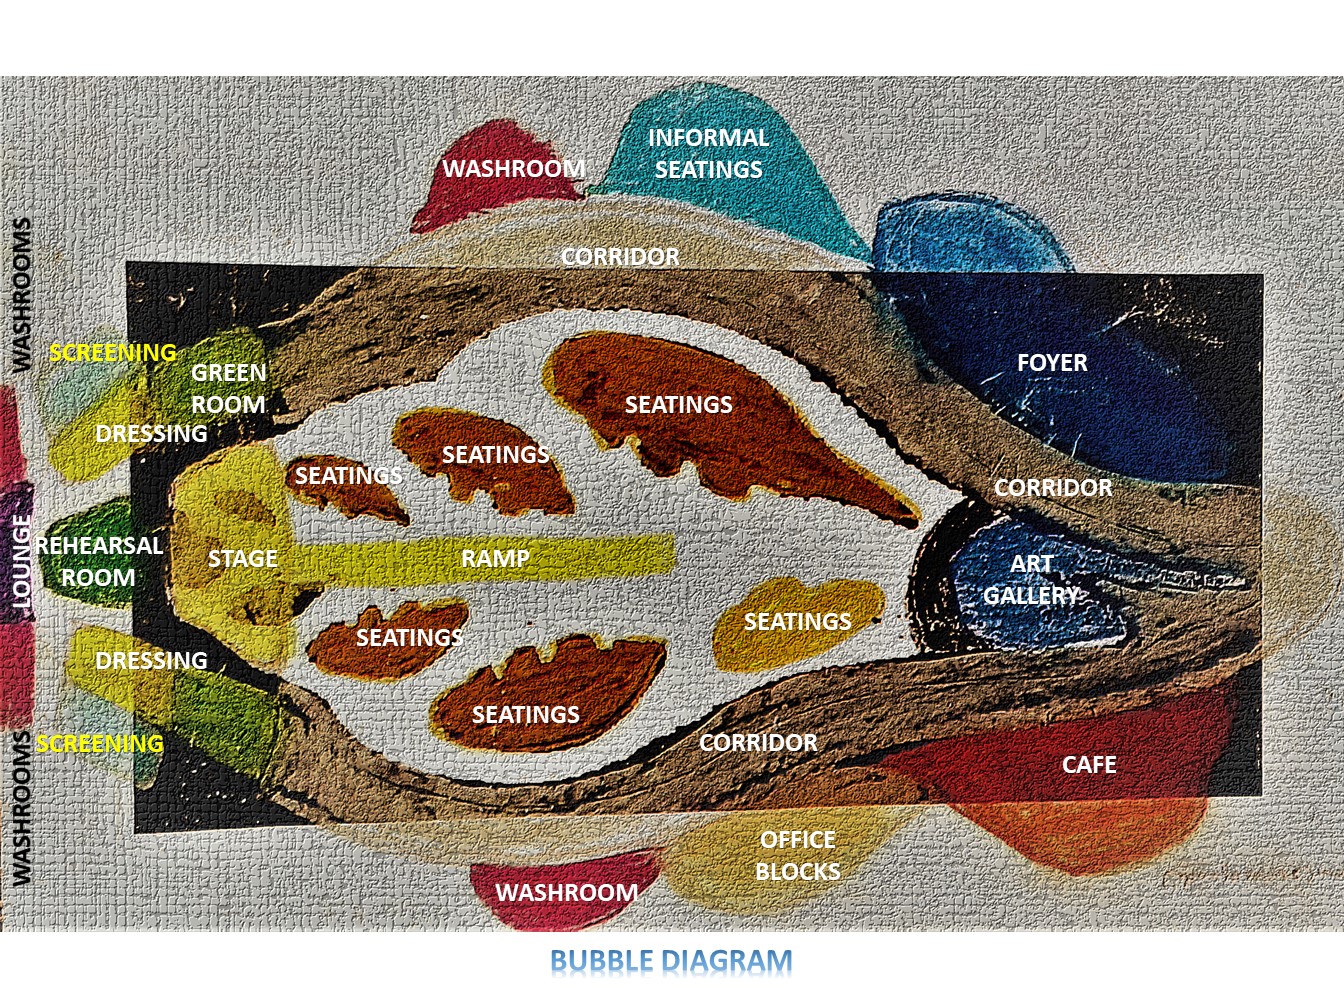 INFORMAL
SEATINGS
WASHROOM
CORRIDOR
WASHROOMS
SCREENING
GREEN
ROOM
DRESSING
FOYER
SEATINGS
SEATINGS
SEATINGS
CORRIDOR
LOUNGE
REHEARSAL
ROOM
STAGE
RAMP
ART
GALLERY
SEATINGS
SEATINGS
DRESSING
SEATINGS
SCREENING
CORRIDOR
CAFE
WASHROOMS
OFFICE
BLOCKS
WASHROOM
BUBBLE DIAGRAM